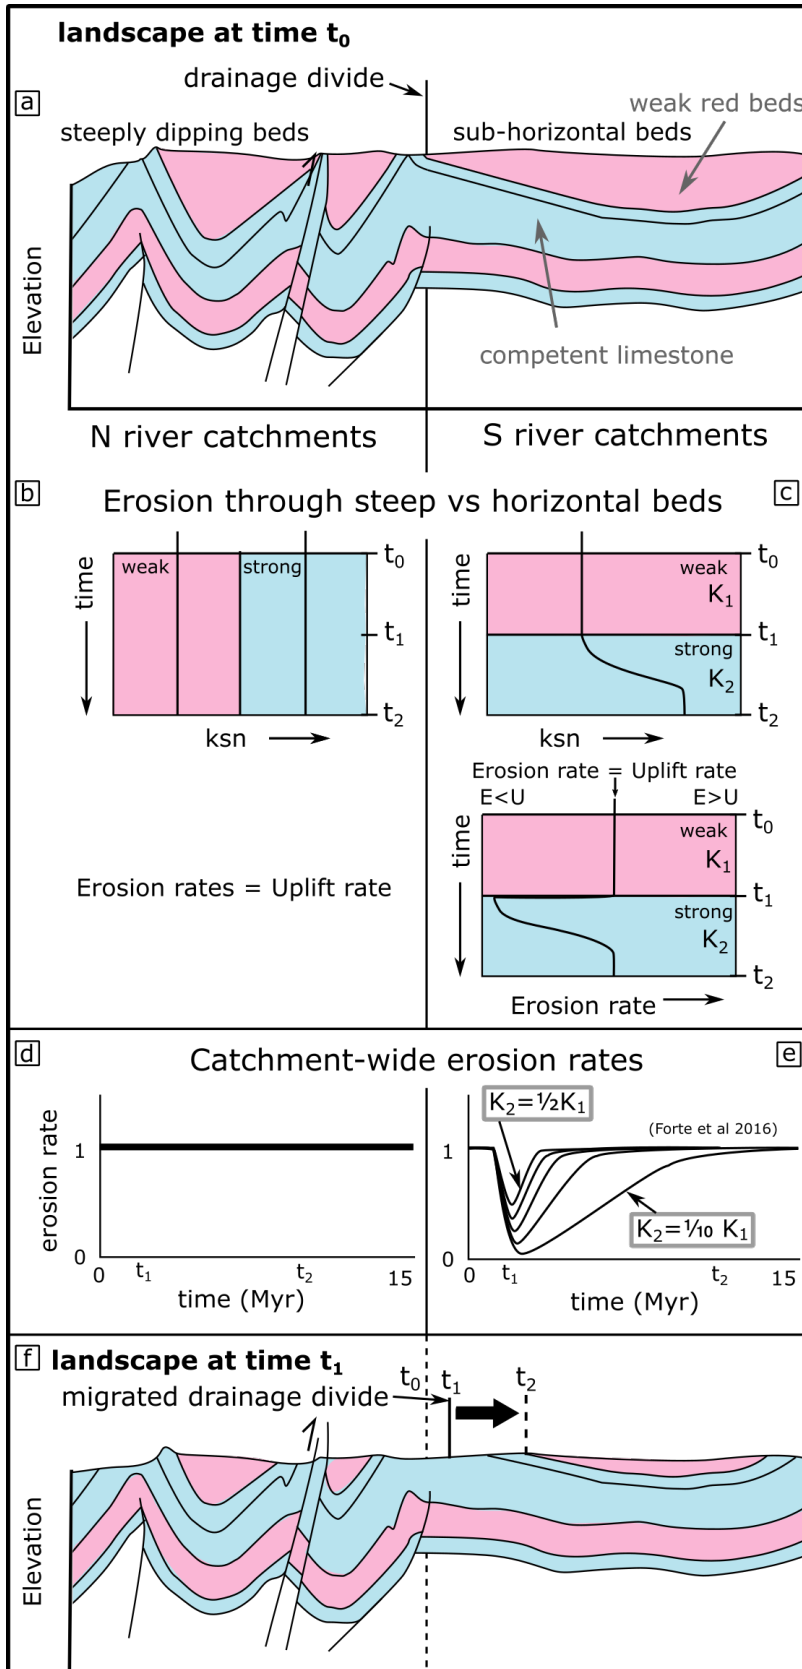 landscape at time t₀
drainage divide
a
weak red beds
steeply dipping beds
sub-horizontal beds
Elevation
competent limestone
N river catchments
S river catchments
b
Erosion through steep vs horizontal beds
c
time
weak
strong
t₀
t₁
t₂
ksn
time
weak
K₁
strong
K₂
t₀
t₁
t₂
ksn
Erosion rate = Uplift rate
E<U
E>U
time
weak
K₁
strong
K₂
t₀
t₁
t₂
Erosion rate
Erosion rates = Uplift rate
d
Catchment-wide erosion rates
e
erosion rate
1
0
0
t₁
t₂
15
time (Myr)
K₂=½K₁
(Forte et al 2016)
K₂=⅒ K₁
1
0
0
t₁
t₂
15
time (Myr)
f
landscape at time t₁
migrated drainage divide
t₀
t₁
t₂
Elevation